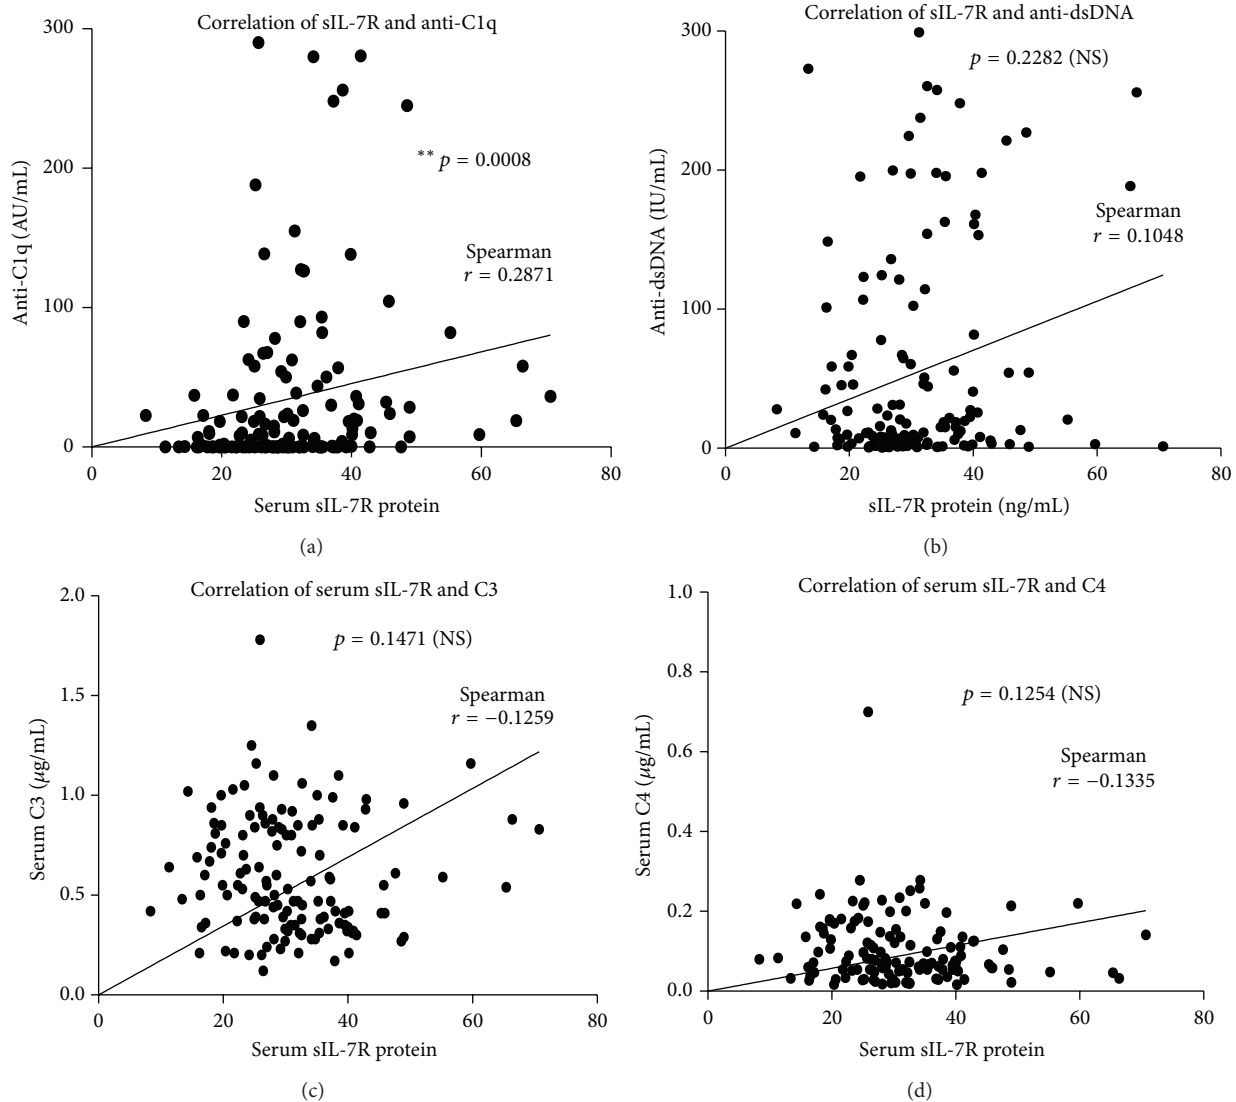 Correlation of sIL-7R and anti-C1q
300
200
100
0
Anti-C1q (AU/mL)
** p = 0.0008
Spearman
r = 0.2871
0 20 40 60 80
Serum sIL-7R protein
(a)
Correlation of sIL-7R and anti-dsDNA
300
200
100
0
Anti-dsDNA (IU/mL)
p = 0.2282 (NS)
Spearman
r = 0.1048
0 20 40 60 80
sIL-7R protein (ng/mL)
(b)
Correlation of serum sIL-7R and C3
2.0
1.5
1.0
0.5
0.0
Serum C3 (μg/mL)
p = 0.1471 (NS)
Spearman
r = −0.1259
0 20 40 60 80
Serum sIL-7R protein
(c)
Correlation of serum sIL-7R and C4
1.0
0.8
0.6
0.4
0.2
0.0
Serum C4 (μg/mL)
p = 0.1254 (NS)
Spearman
r = −0.1335
0 20 40 60 80
Serum sIL-7R protein
(d)